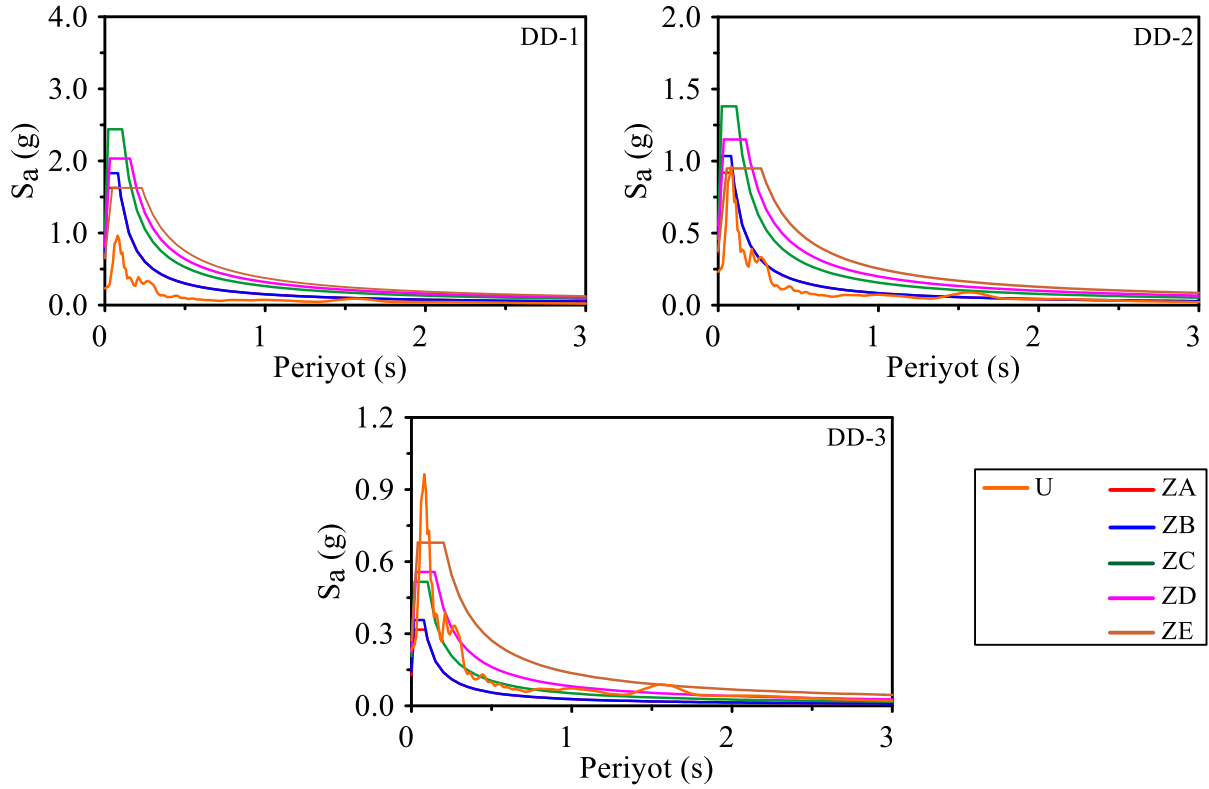 4.0
3.0
2.0
1.0
0.0
Sa (g)
DD-1
0
1
2
3
Periyot (s)
2.0
1.5
1.0
0.5
0.0
Sa (g)
DD-2
0
1
2
3
Periyot (s)
1.2
0.9
0.6
0.3
0.0
Sa (g)
DD-3
0
1
2
3
Periyot (s)
U
ZA
ZB
ZC
ZD
ZE